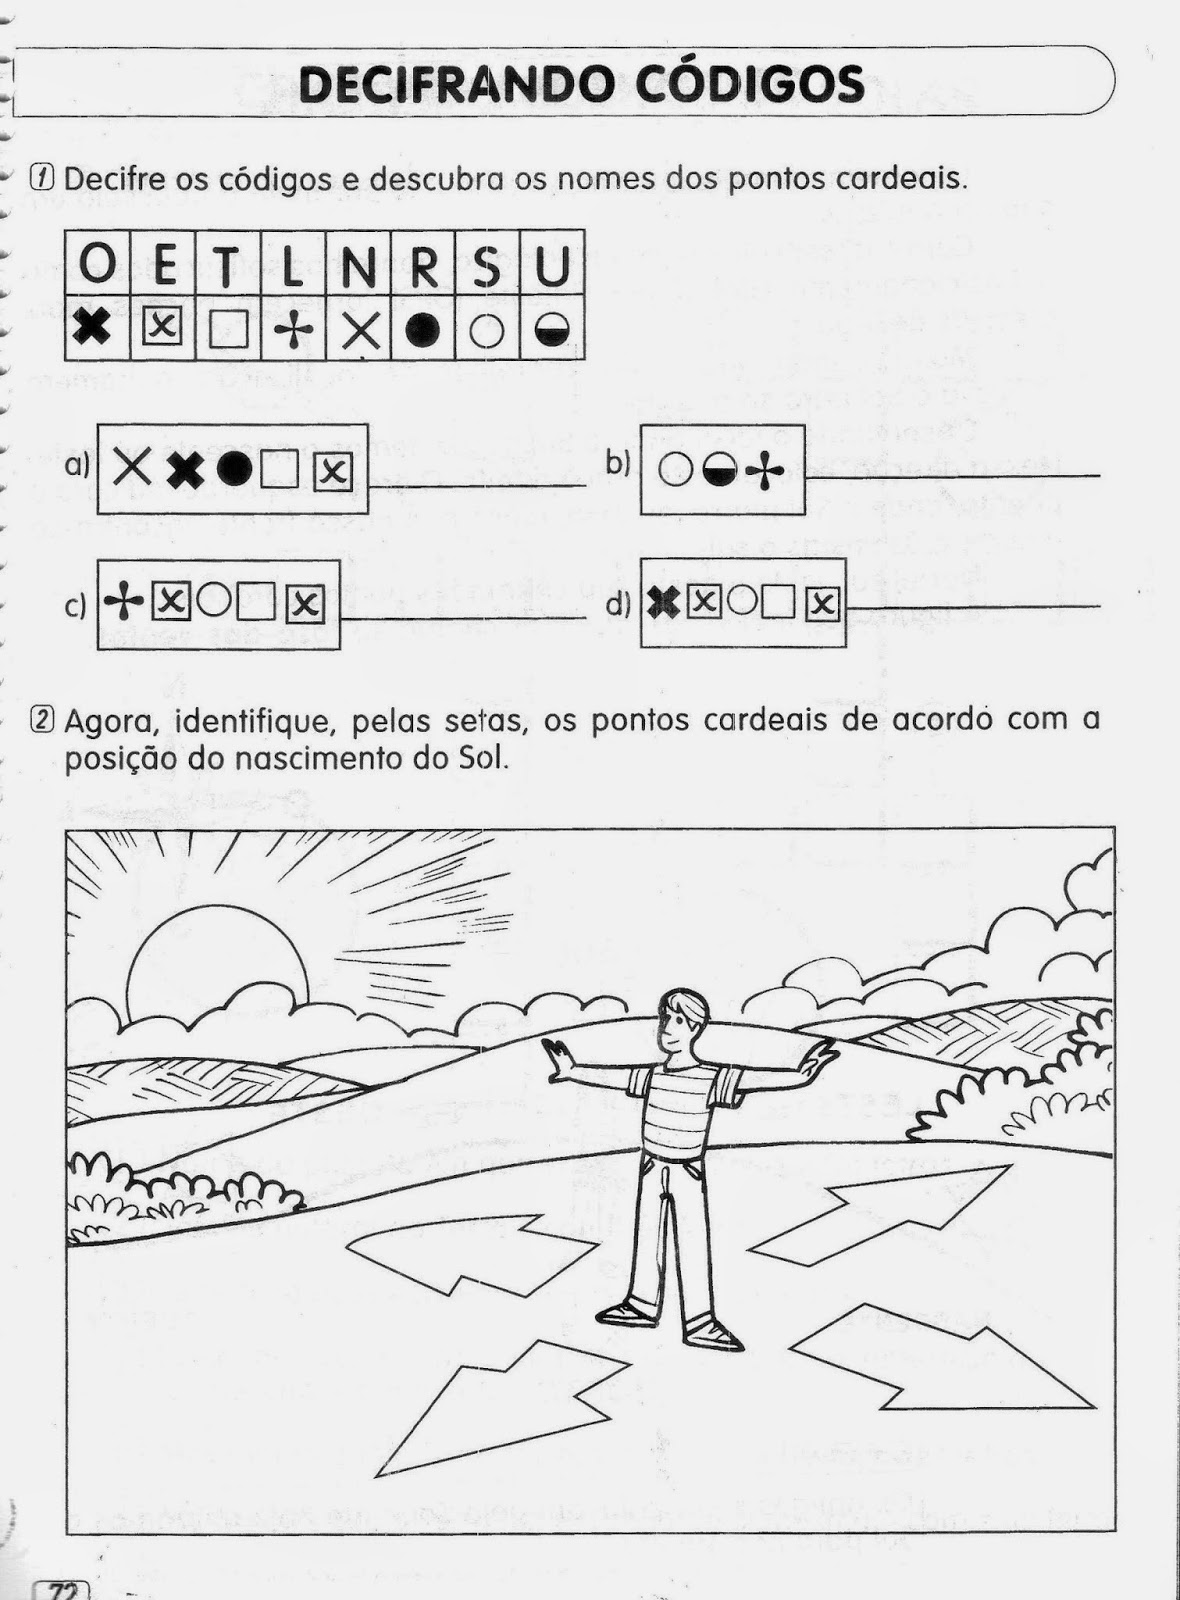 DECIFRANDO CÓDIGOS
1 Decifre os códigos e descubra os nomes dos pontos cardeais.
O E T L N R S U
a)
b)
c)
d)
2 Agora, identifique, pelas setas, os pontos cardeais de acordo com a
posição do nascimento do Sol.
72